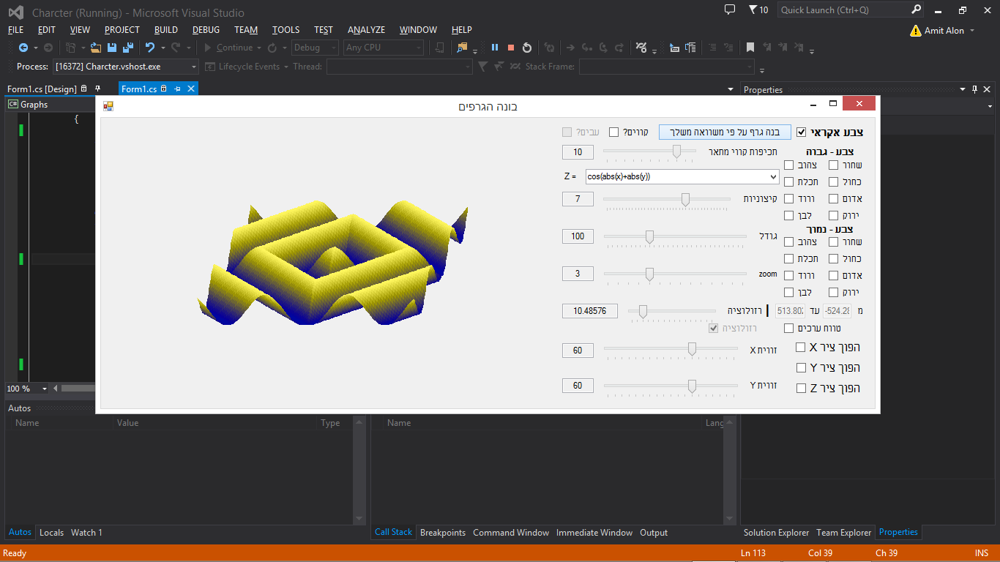 Charcter (Running) - Microsoft Visual Studio
10
Quick Launch (Ctrl+Q)
FILE EDIT VIEW PROJECT BUILD DEBUG TEAM TOOLS TEST ANALYZE WINDOW HELP
Amit Alon
Continue Debug Any CPU
Process: [16372] Charcter.vshost.exe Lifecycle Events Thread: Stack Frame:
Form1.cs [Design] Form1.cs
Properties
Graphs
{
100 %
בונה הגרפים
צבע אקראי
בנה גרף על פי משוואה משלך
קווים?
עבים?
תכיפות קווי מתאר
10
Z = cos(abs(x)+abs(y))
קיצוניות
7
גודל
100
zoom
3
רזולוציה
10.48576
רזולוציה
זווית X
60
זווית Y
60
צבע - גבוה
שחור צהוב
כחול תכלת
אדום ורוד
ירוק לבן
צבע - נמוך
שחור צהוב
כחול תכלת
אדום ורוד
ירוק לבן
מ -524.28 עד 513.802
טווח ערכים
הפוך ציר X
הפוך ציר Y
הפוך ציר Z
Autos
Name Value Type
Name Lang
Autos Locals Watch 1
Call Stack Breakpoints Command Window Immediate Window Output
Solution Explorer Team Explorer Properties
Ready
Ln 113 Col 39 Ch 39 INS